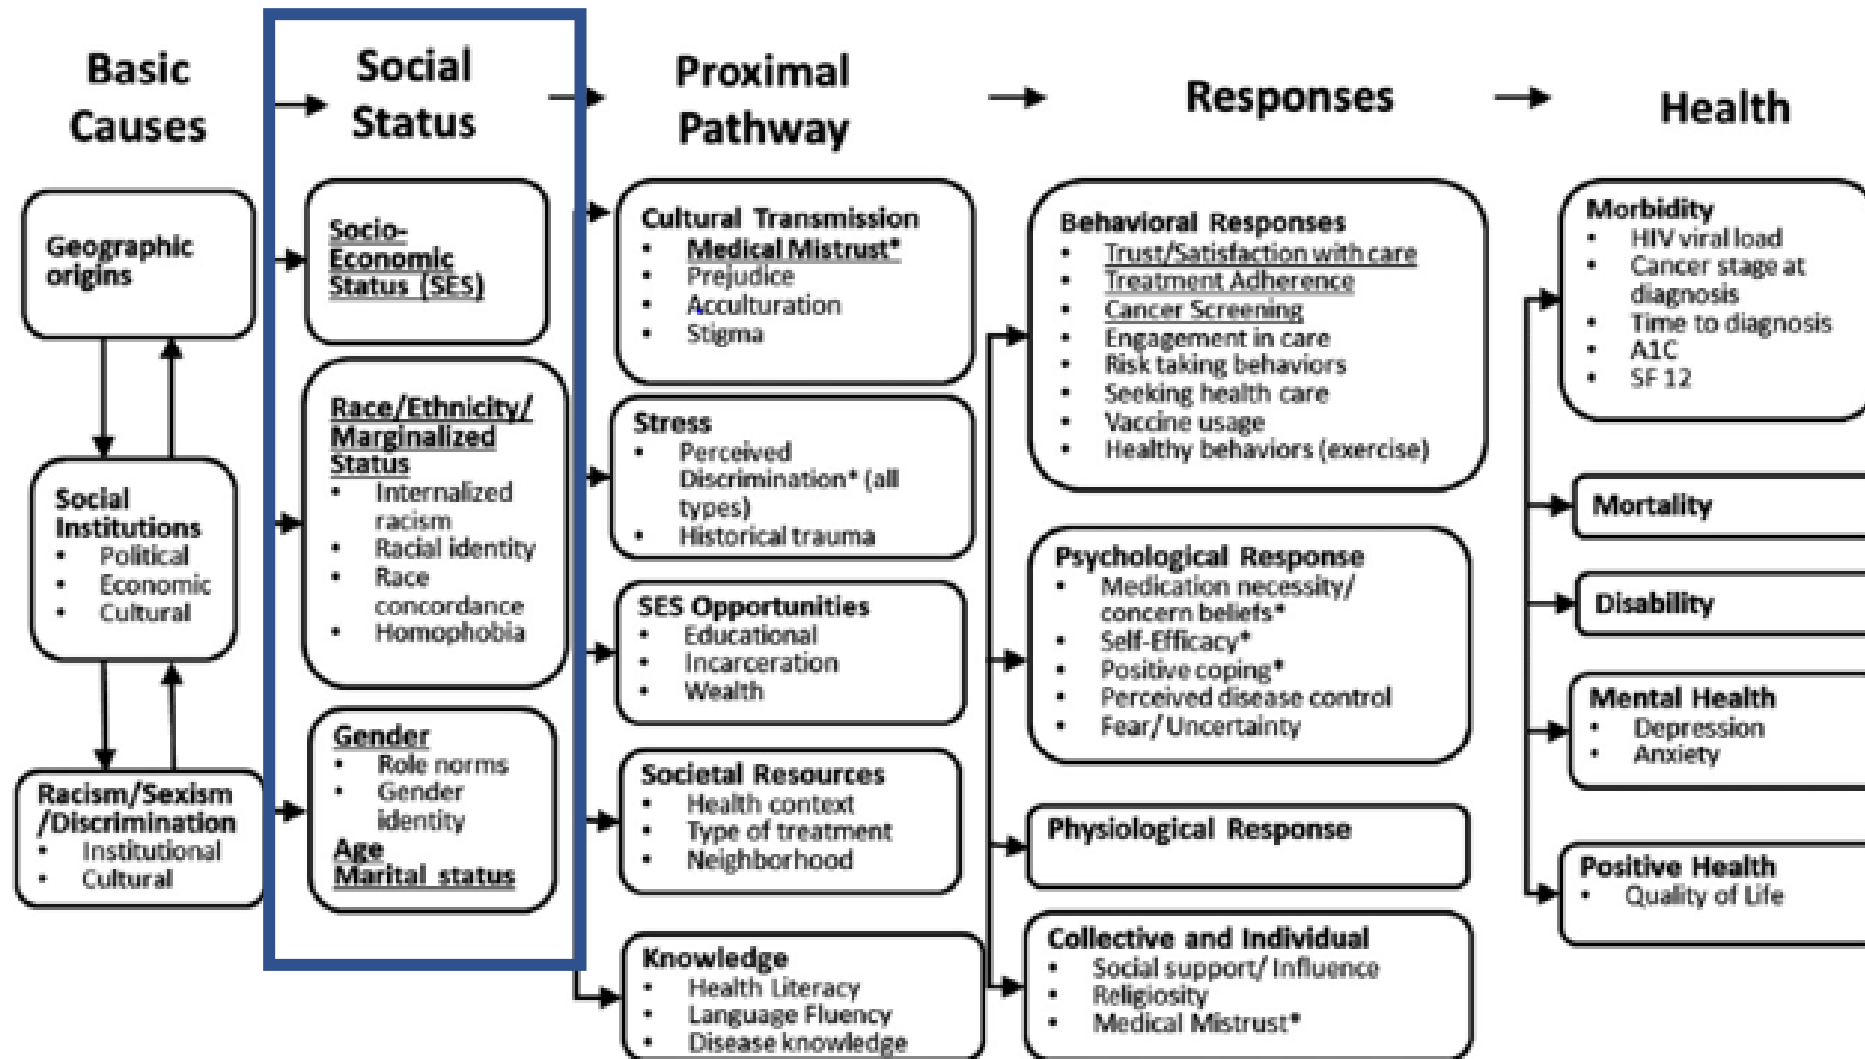 Basic
Causes
Social
Status
Proximal
Pathway
Responses
Health
Geographic
origins
Social
Institutions
• Political
• Economic
• Cultural
Racism/Sexism
/Discrimination
• Institutional
• Cultural
Socio-
Economic
Status (SES)
Race/Ethnicity/
Marginalized
Status
• Internalized
racism
• Racial identity
• Race
concordance
• Homophobia
Gender
• Role norms
• Gender
identity
Age
Marital status
Cultural Transmission
• Medical Mistrust*
• Prejudice
• Acculturation
• Stigma
Stress
• Perceived
Discrimination* (all
types)
• Historical trauma
SES Opportunities
• Educational
• Incarceration
• Wealth
Societal Resources
• Health context
• Type of treatment
• Neighborhood
Knowledge
• Health Literacy
• Language Fluency
• Disease knowledge
Behavioral Responses
• Trust/Satisfaction with care
• Treatment Adherence
• Cancer Screening
• Engagement in care
• Risk taking behaviors
• Seeking health care
• Vaccine usage
• Healthy behaviors (exercise)
Psychological Response
• Medication necessity/
concern beliefs*
• Self-Efficacy*
• Positive coping*
• Perceived disease control
• Fear/Uncertainty
Physiological Response
Collective and Individual
• Social support/ Influence
• Religiosity
• Medical Mistrust*
Morbidity
• HIV viral load
• Cancer stage at
diagnosis
• Time to diagnosis
• A1C
• SF 12
Mortality
Disability
Mental Health
• Depression
• Anxiety
Positive Health
• Quality of Life